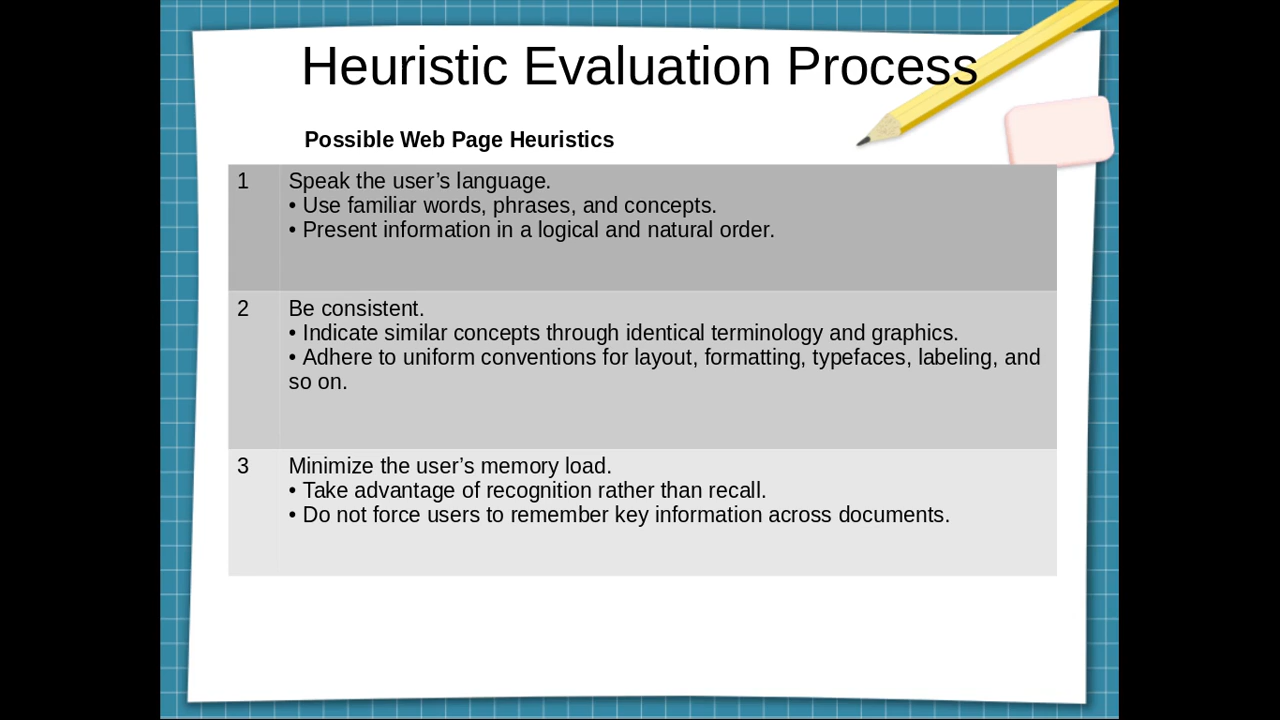 Heuristic Evaluation Process
Possible Web Page Heuristics
1 Speak the user’s language.
• Use familiar words, phrases, and concepts.
• Present information in a logical and natural order.
2 Be consistent.
• Indicate similar concepts through identical terminology and graphics.
• Adhere to uniform conventions for layout, formatting, typefaces, labeling, and
so on.
3 Minimize the user’s memory load.
• Take advantage of recognition rather than recall.
• Do not force users to remember key information across documents.